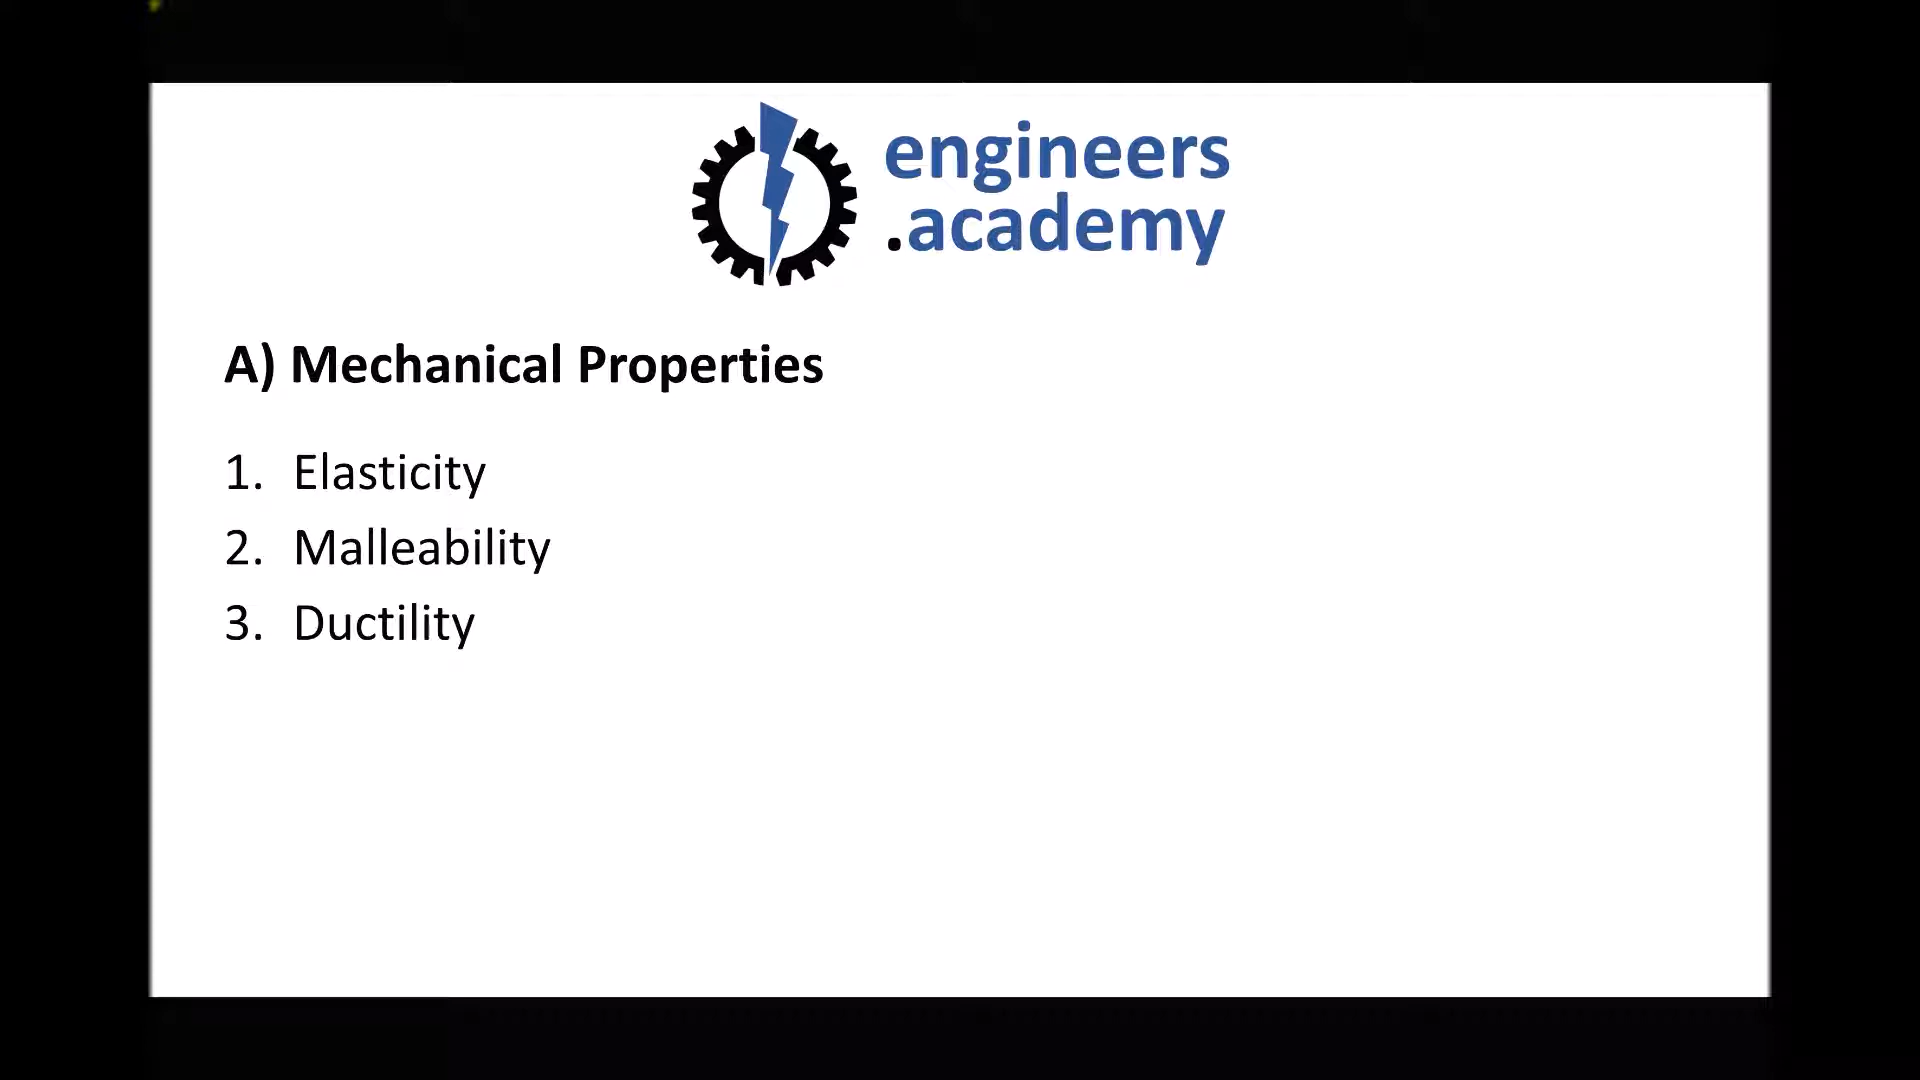 engineers
.academy
A) Mechanical Properties
1. Elasticity
2. Malleability
3. Ductility